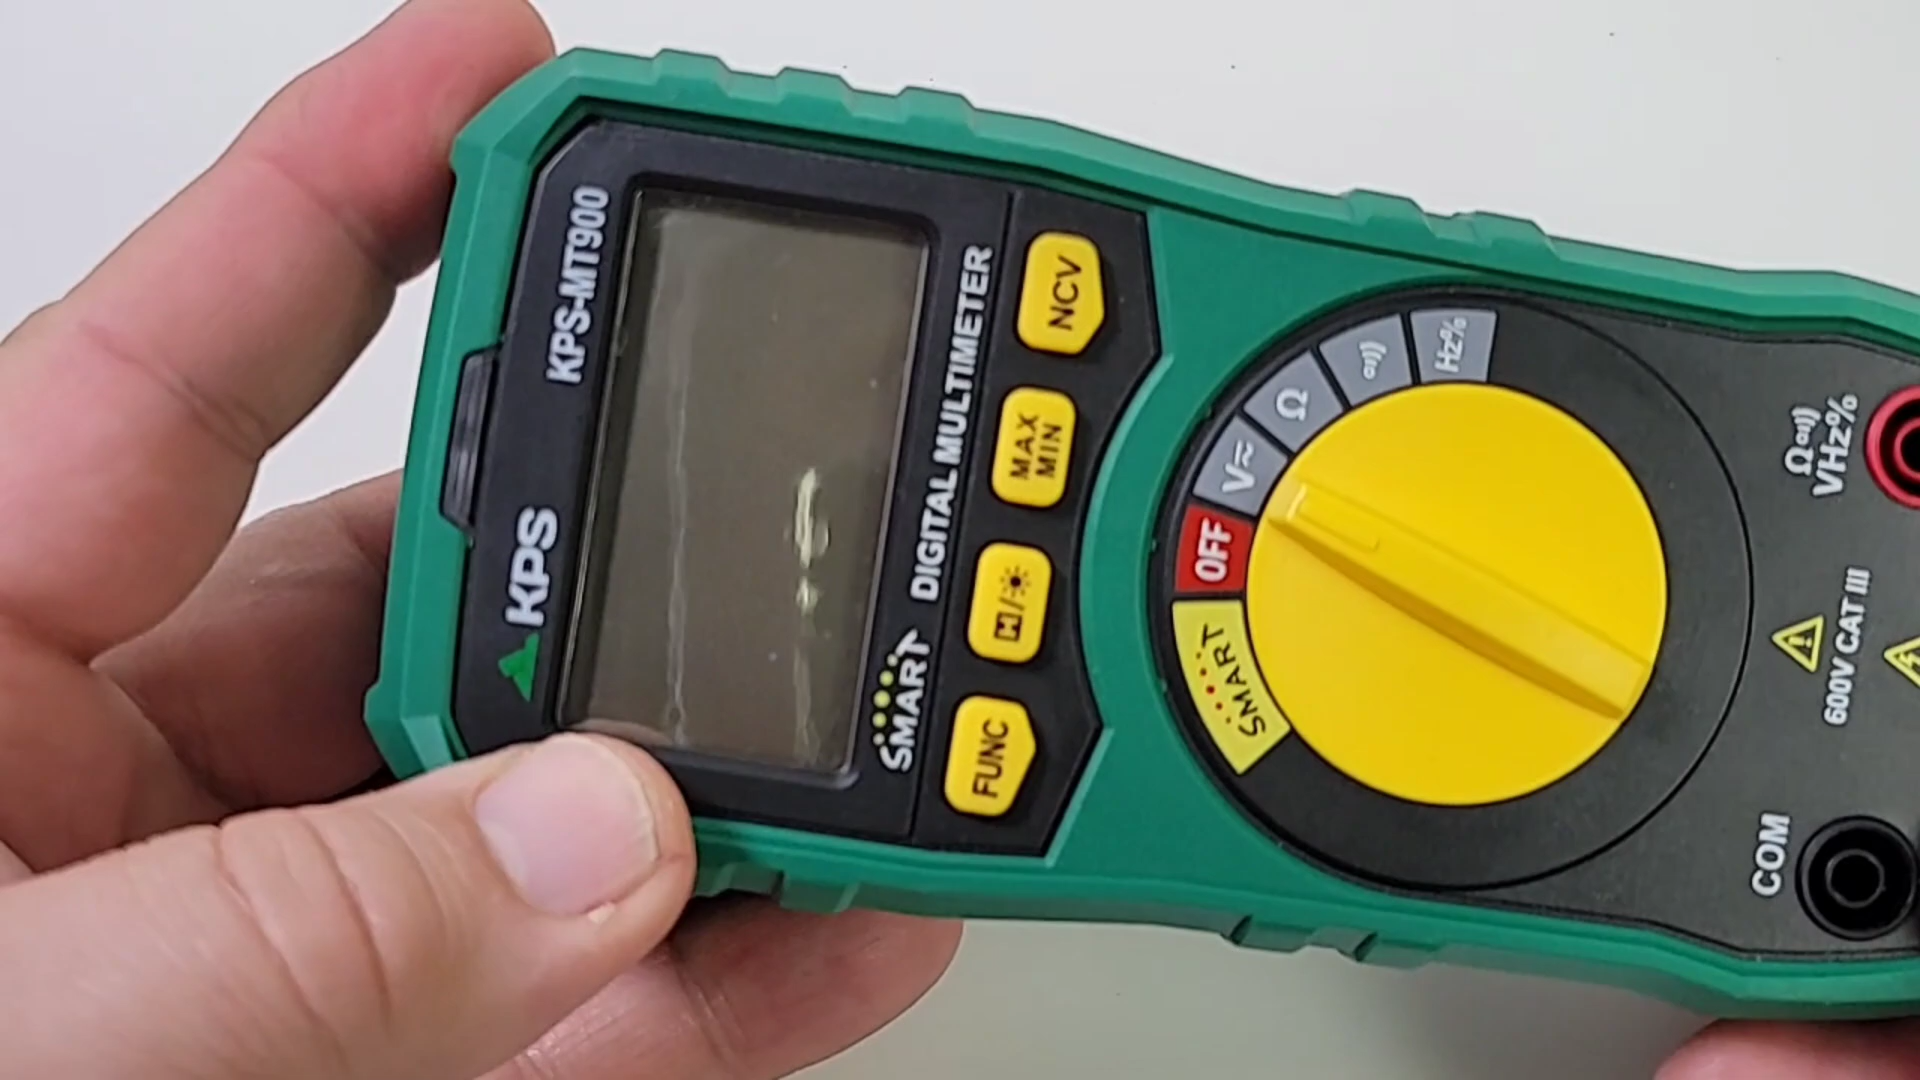 KPS
KPS-MT900
SMART
DIGITAL MULTIMETER
FUNC
H/☀
MAX
MIN
NCV
SMART
OFF
V≂
Ω
Hz%
COM
600V CAT III
Ω
VHz%